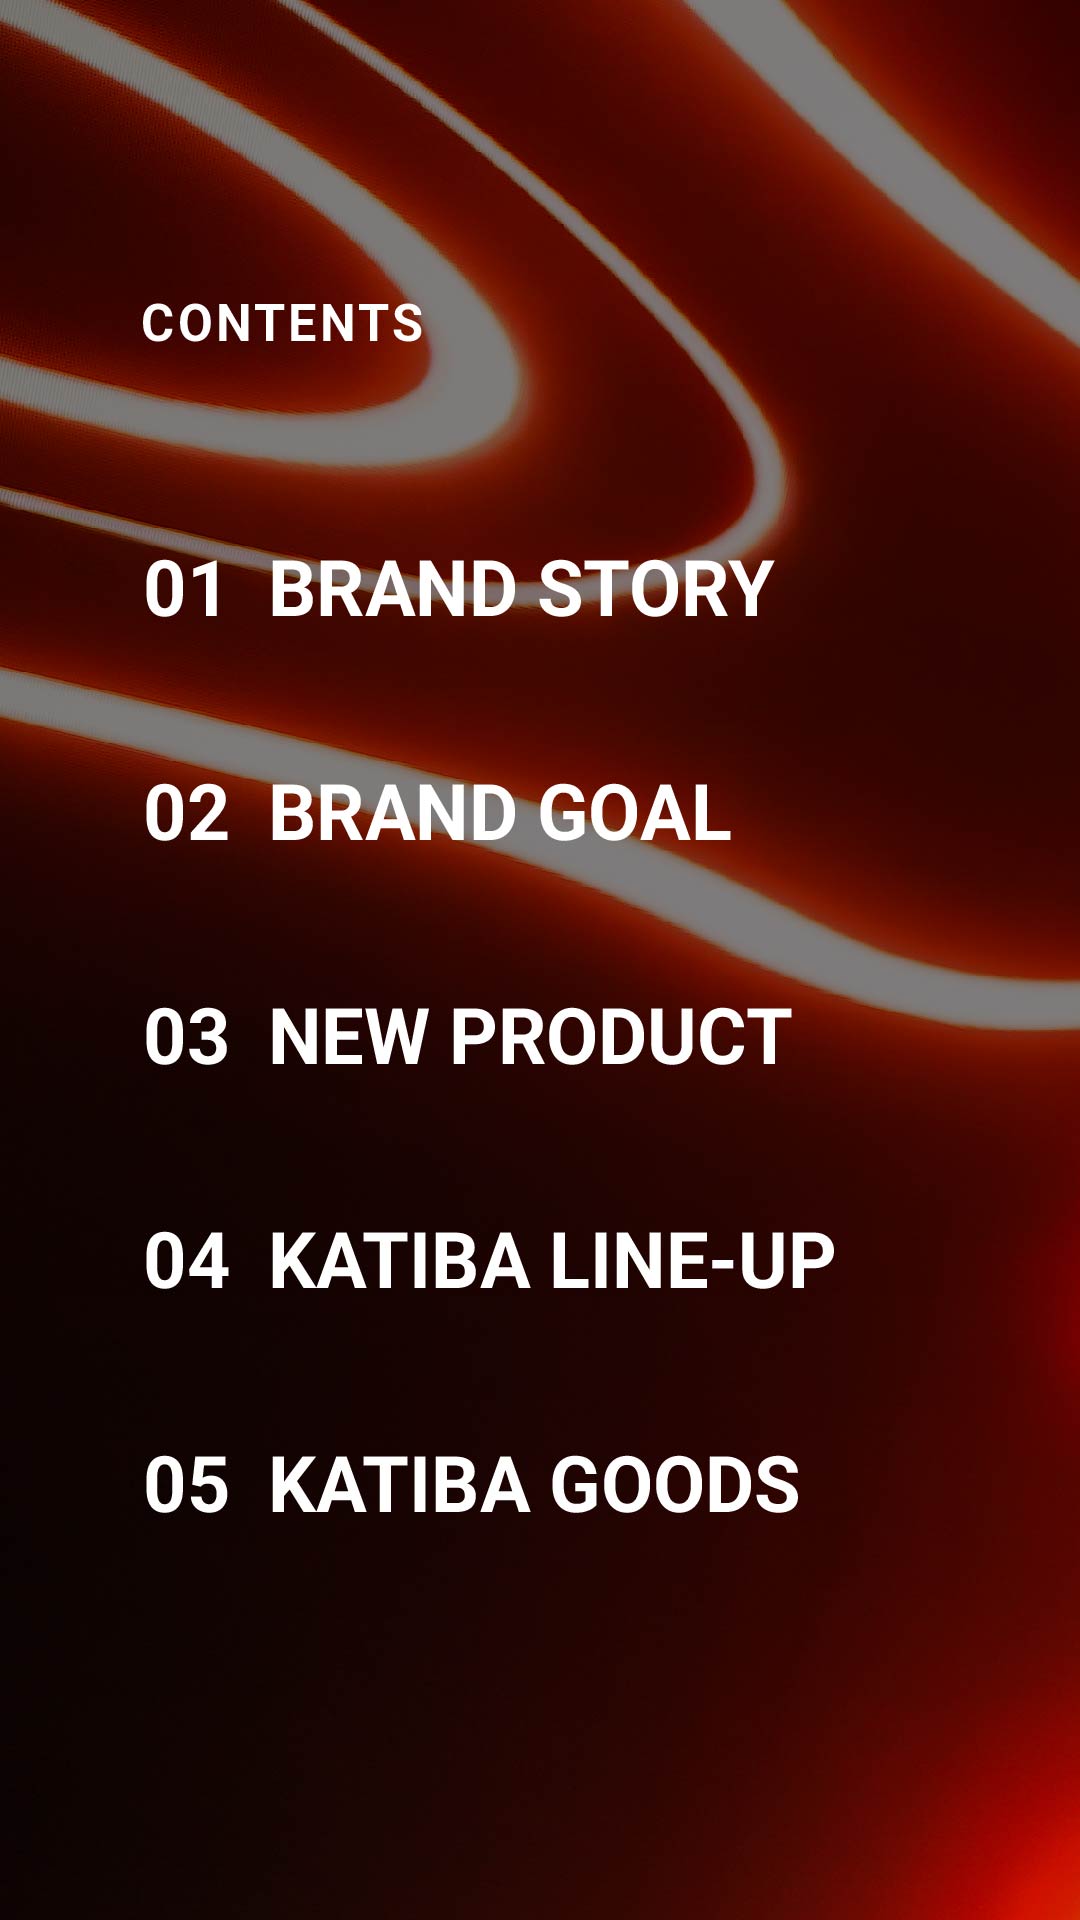 CONTENTS
01 BRAND STORY
02 BRAND GOAL
03 NEW PRODUCT
04 KATIBA LINE-UP
05 KATIBA GOODS